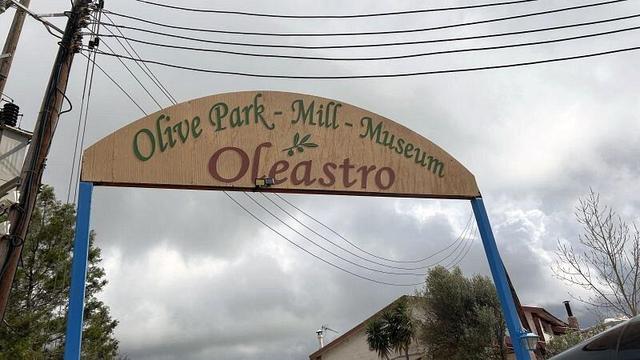 Olive Park - Mill - Museum
Oleastro